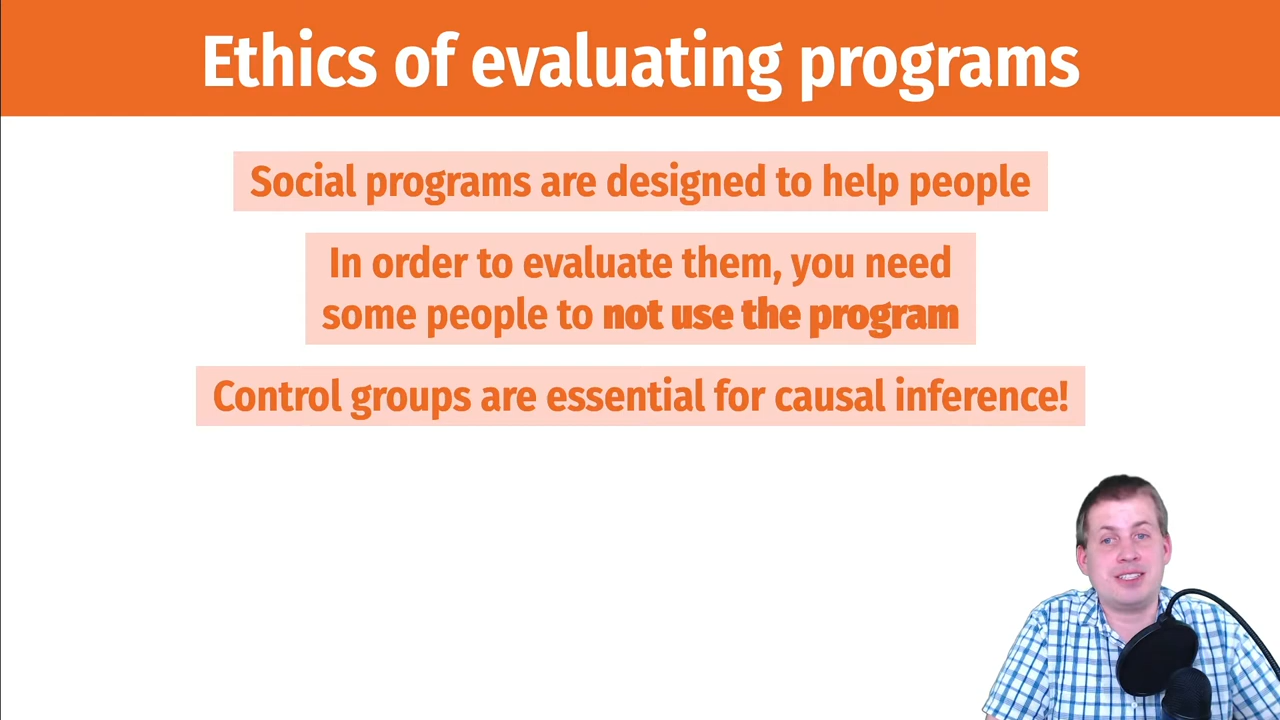 Ethics of evaluating programs
Social programs are designed to help people
In order to evaluate them, you need
some people to not use the program
Control groups are essential for causal inference!